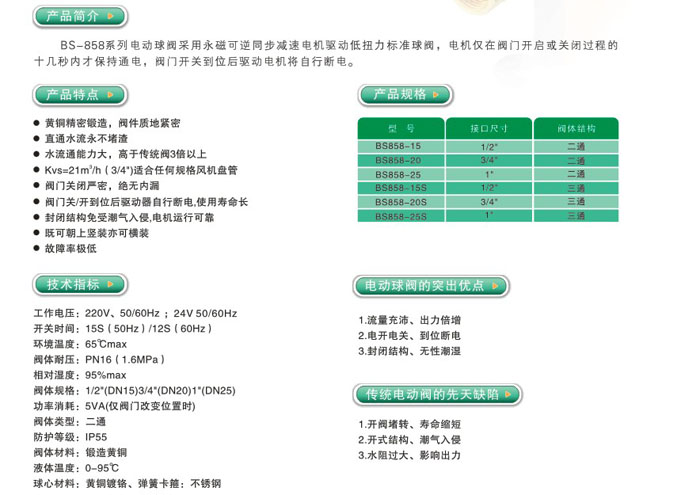 产品简介
BS-858系列电动球阀采用永磁可逆同步减速电机驱动低扭力标准球阀，电机仅在阀门开启或关闭过程的
十几秒内才保持通电，阀门开关到位后驱动电机将自行断电。
产品特点
● 黄铜精密锻造，阀件质地紧密
● 直通水流永不堵渣
● 水流通能力大，高于传统阀3倍以上
● Kvs=21m³/h（3/4"）适合任何规格风机盘管
● 阀门关闭严密，绝无内漏
● 阀门关/开到位后驱动器自行断电,使用寿命长
● 封闭结构免受潮气入侵,电机运行可靠
● 既可朝上竖装亦可横装
● 故障率极低
产品规格
型 号 接口尺寸 阀体结构
BS858-15 1/2" 二通
BS858-20 3/4" 二通
BS858-25 1" 二通
BS858-15S 1/2" 三通
BS858-20S 3/4" 三通
BS858-25S 1" 三通
技术指标
工作电压：220V、50/60Hz ；24V 50/60Hz
开关时间：15S（50Hz）/12S（60Hz）
环境温度：65℃max
阀体耐压：PN16（1.6MPa）
相对湿度：95%max
阀体规格：1/2"(DN15)3/4"(DN20)1"(DN25)
功率消耗：5VA(仅阀门改变位置时)
阀体类型：二通
防护等级：IP55
阀体材料：锻造黄铜
液体温度：0-95℃
球心材料：黄铜镀铬、弹簧卡箍：不锈钢
电动球阀的突出优点
1.流量充沛、出力倍增
2.电开电关、到位断电
3.封闭结构、无性潮湿
传统电动阀的先天缺陷
1.开阀堵转、寿命缩短
2.开式结构、潮气入侵
3.水阻过大、影响出力